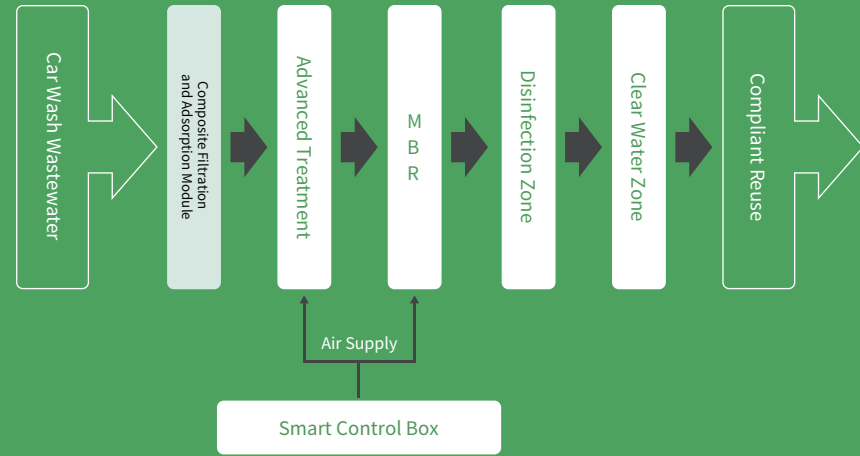 Car Wash Wastewater
Composite Filtration
and Adsorption Module
Advanced Treatment
M
B
R
Disinfection Zone
Clear Water Zone
Compliant Reuse
Air Supply
Smart Control Box